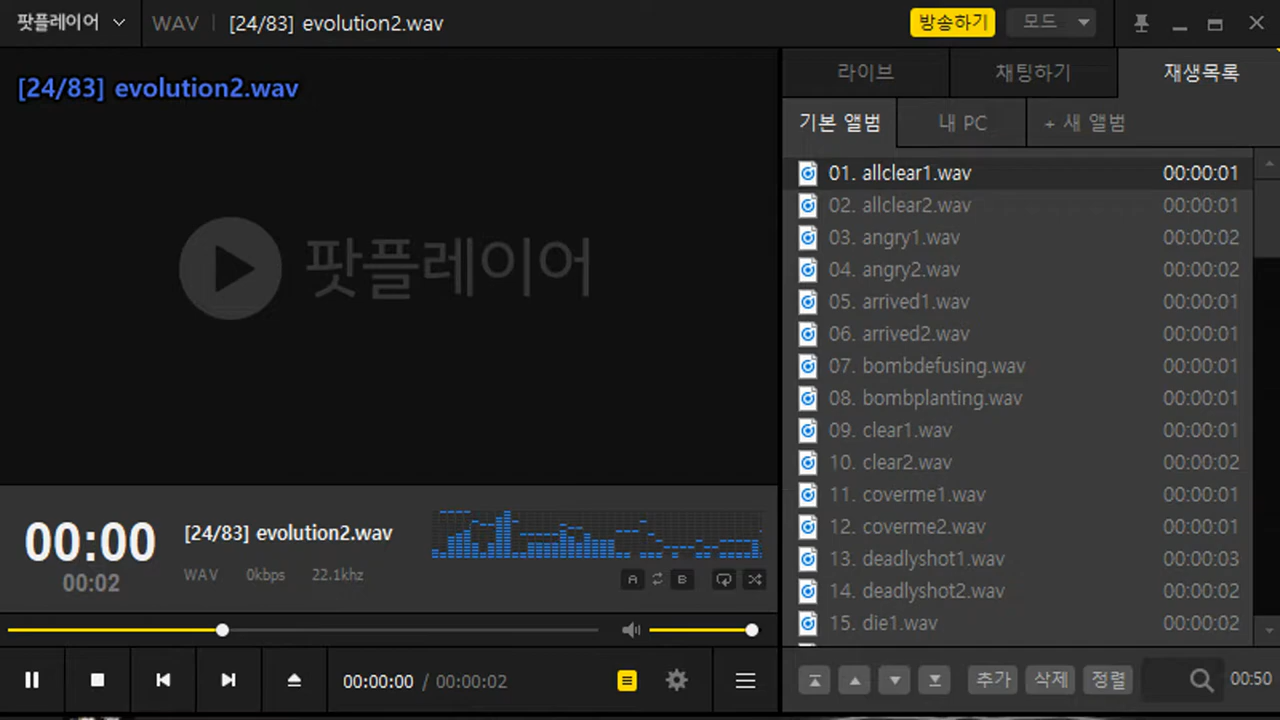 팟플레이어
WAV
[24/83] evolution2.wav
방송하기
모드
[24/83] evolution2.wav
팟플레이어
00:00
00:02
[24/83] evolution2.wav
WAV 0kbps 22.1khz
A B
00:00:00 / 00:00:02
라이브 채팅하기 재생목록
기본 앨범 내 PC + 새 앨범
01. allclear1.wav 00:00:01
02. allclear2.wav 00:00:01
03. angry1.wav 00:00:02
04. angry2.wav 00:00:02
05. arrived1.wav 00:00:01
06. arrived2.wav 00:00:01
07. bombdefusing.wav 00:00:01
08. bombplanting.wav 00:00:01
09. clear1.wav 00:00:01
10. clear2.wav 00:00:02
11. coverme1.wav 00:00:01
12. coverme2.wav 00:00:01
13. deadlyshot1.wav 00:00:03
14. deadlyshot2.wav 00:00:02
15. die1.wav 00:00:02
추가 삭제 정렬 00:50